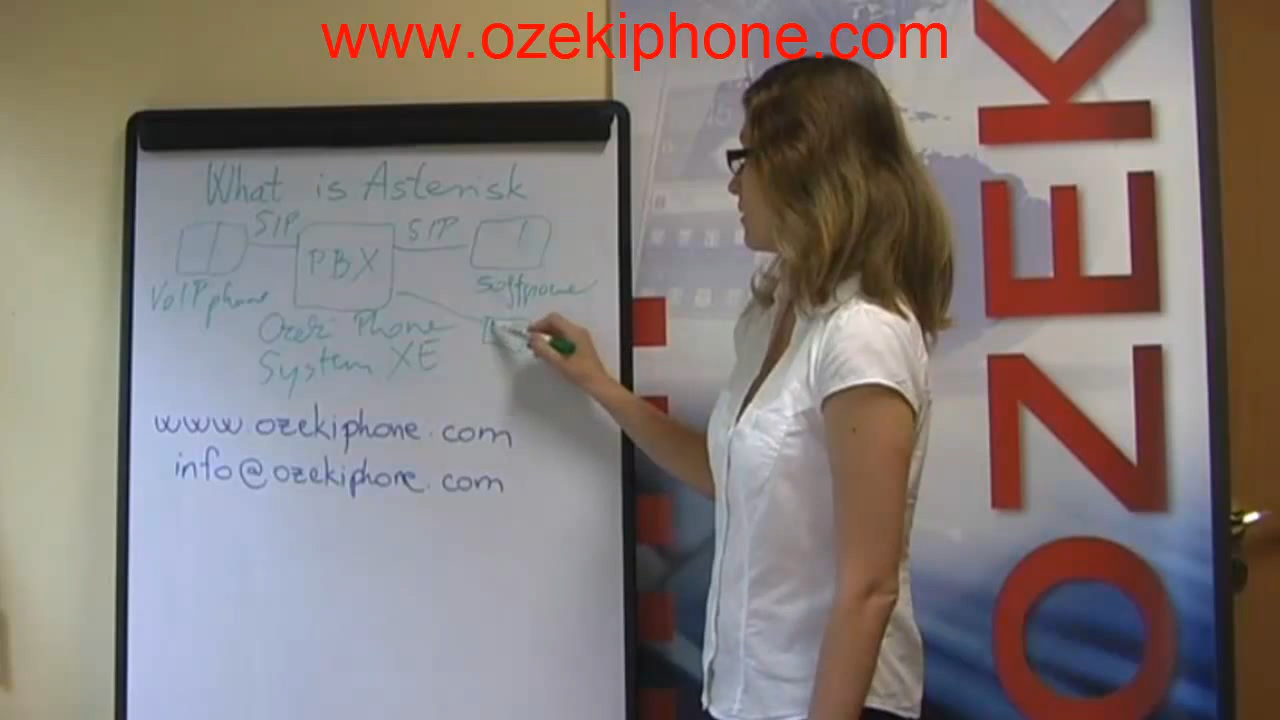 www.ozekiphone.com
What is Asterisk
SIP SIP
PBX
VoIP phone
Softphone
Ozeki Phone
System XE
www.ozekiphone.com
info@ozekiphone.com
OZEK